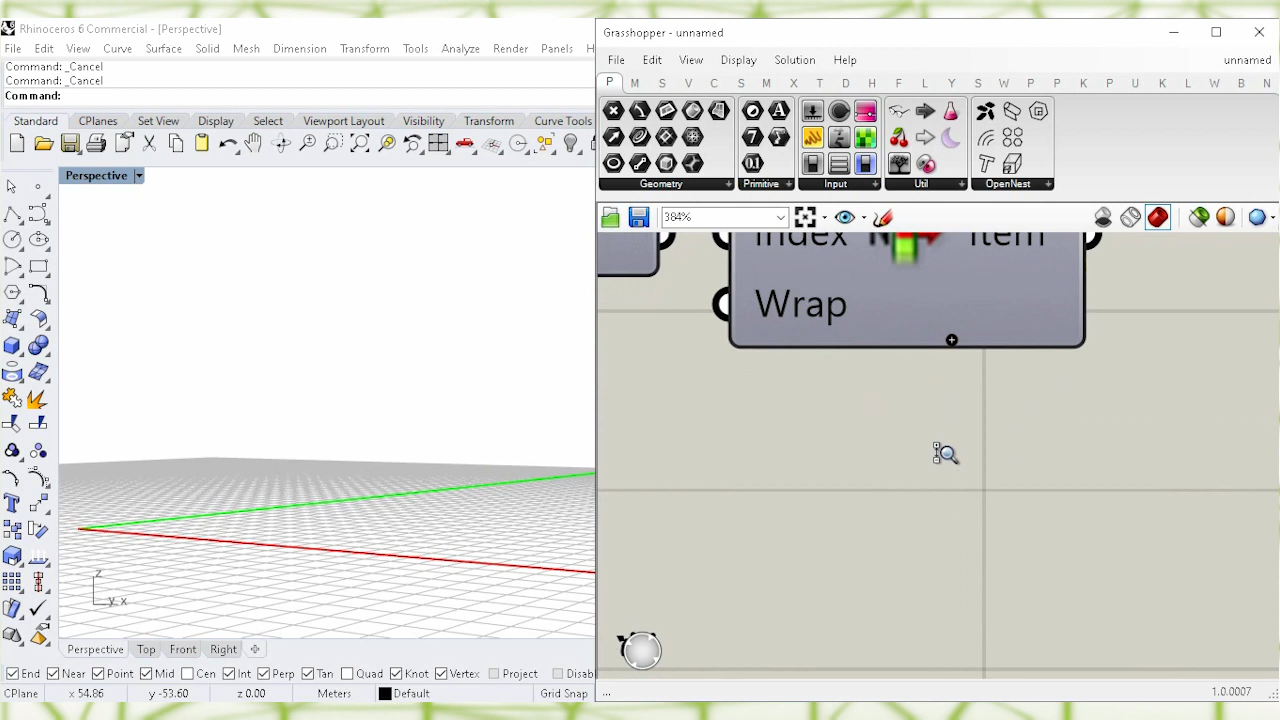 Rhinoceros 6 Commercial - [Perspective]
File Edit View Curve Surface Solid Mesh Dimension Transform Tools Analyze Render Panels
Command: _Cancel
Command: _Cancel
Command:
Standard CPlanes Set View Display Select Viewport Layout Visibility Transform Curve Tools
Perspective
z
y x
Perspective Top Front Right
End Near Point Mid Cen Int Perp Tan Quad Knot Vertex Project Disab
CPlane x 54.86 y -53.60 z 0.00 Meters Default Grid Snap
Grasshopper - unnamed
File Edit View Display Solution Help unnamed
P M S V C S M X T D H F L Y S W P P K P U K L W B N
Geometry Primitive Input Util OpenNest
384%
Index Item
Wrap
... 1.0.0007